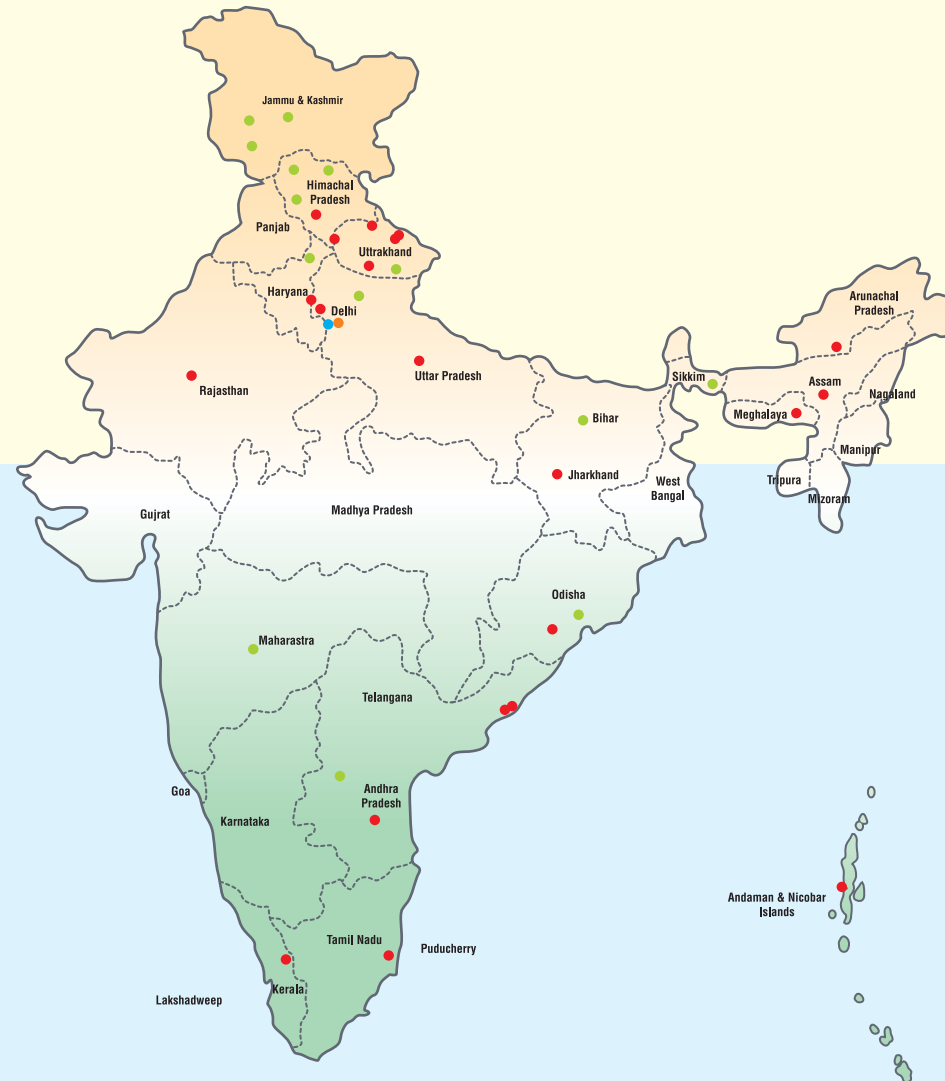 Jammu & Kashmir
Himachal
Pradesh
Panjab
Uttrakhand
Haryana
Delhi
Arunachal
Pradesh
Rajasthan
Uttar Pradesh
Sikkim
Assam
Nagaland
Meghalaya
Bihar
Manipur
Jharkhand
West
Bangal
Tripura
Mizoram
Gujrat
Madhya Pradesh
Odisha
Maharastra
Telangana
Goa
Andhra
Pradesh
Karnataka
Andaman & Nicobar
Islands
Tamil Nadu
Puducherry
Kerala
Lakshadweep